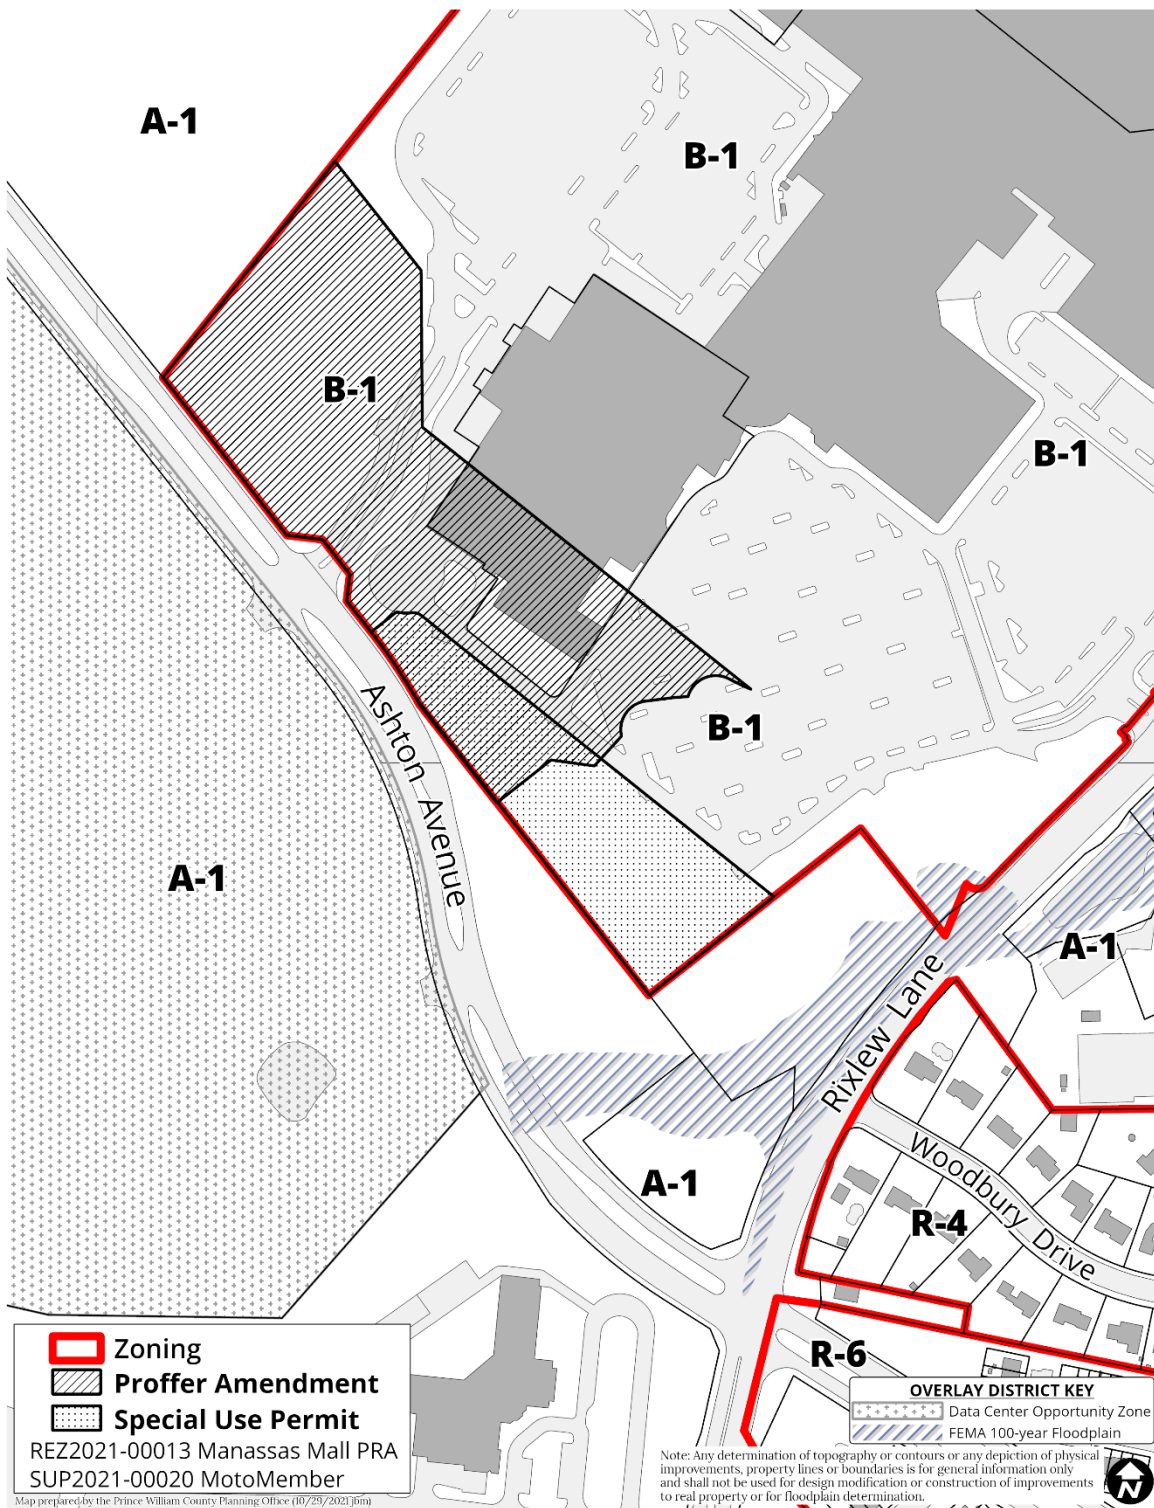 A-1
B-1
B-1
B-1
B-1
Ashton Avenue
A-1
A-1
Rixlew Lane
Woodbury Drive
A-1
R-4
R-6
Zoning
Proffer Amendment
Special Use Permit
REZ2021-00013 Manassas Mall PRA
SUP2021-00020 MotoMember
Map prepared by the Prince William County Planning Office (10/29/2021 jbm)
OVERLAY DISTRICT KEY
Data Center Opportunity Zone
FEMA 100-year Floodplain
Note: Any determination of topography or contours or any depiction of physical
improvements, property lines or boundaries is for general information only
and shall not be used for design modification or construction of improvements
to real property or for floodplain determination.
N